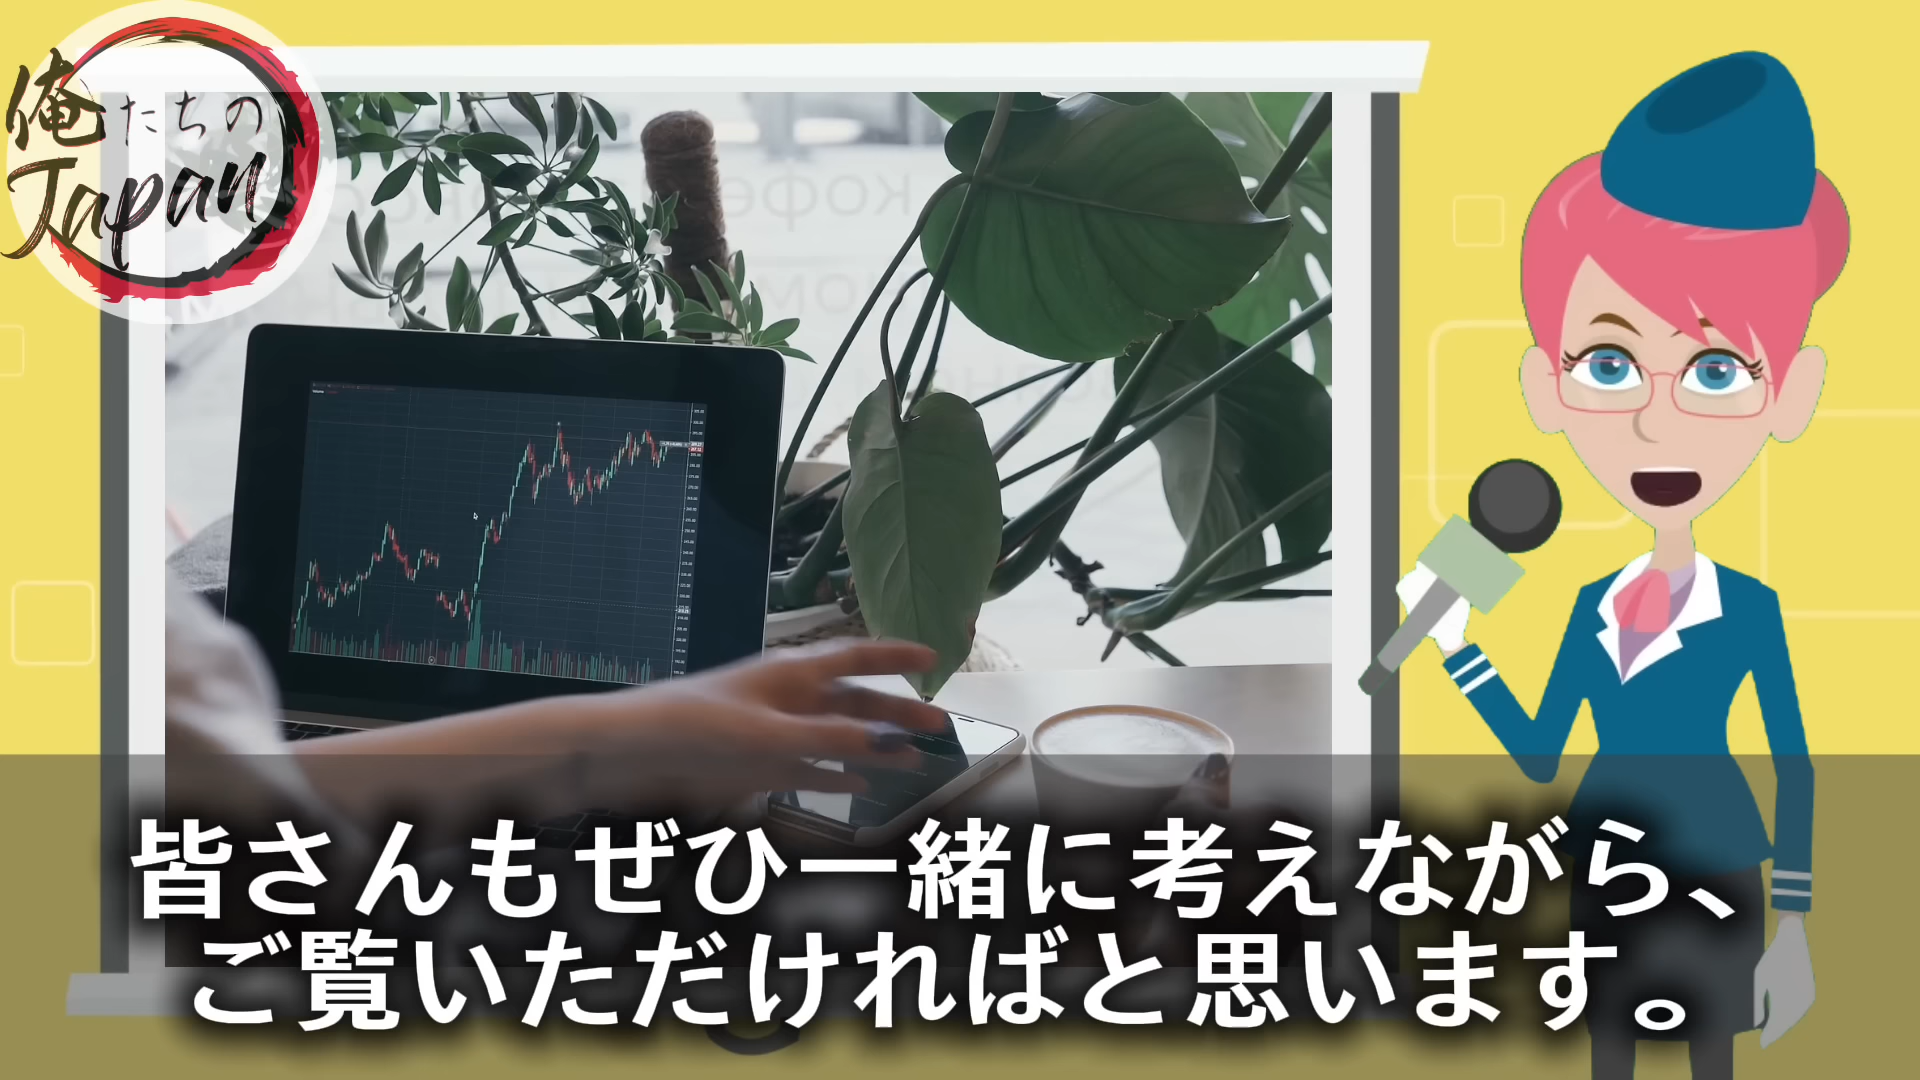 俺たちの
Japan
皆さんもぜひ一緒に考えながら、
ご覧いただければと思います。